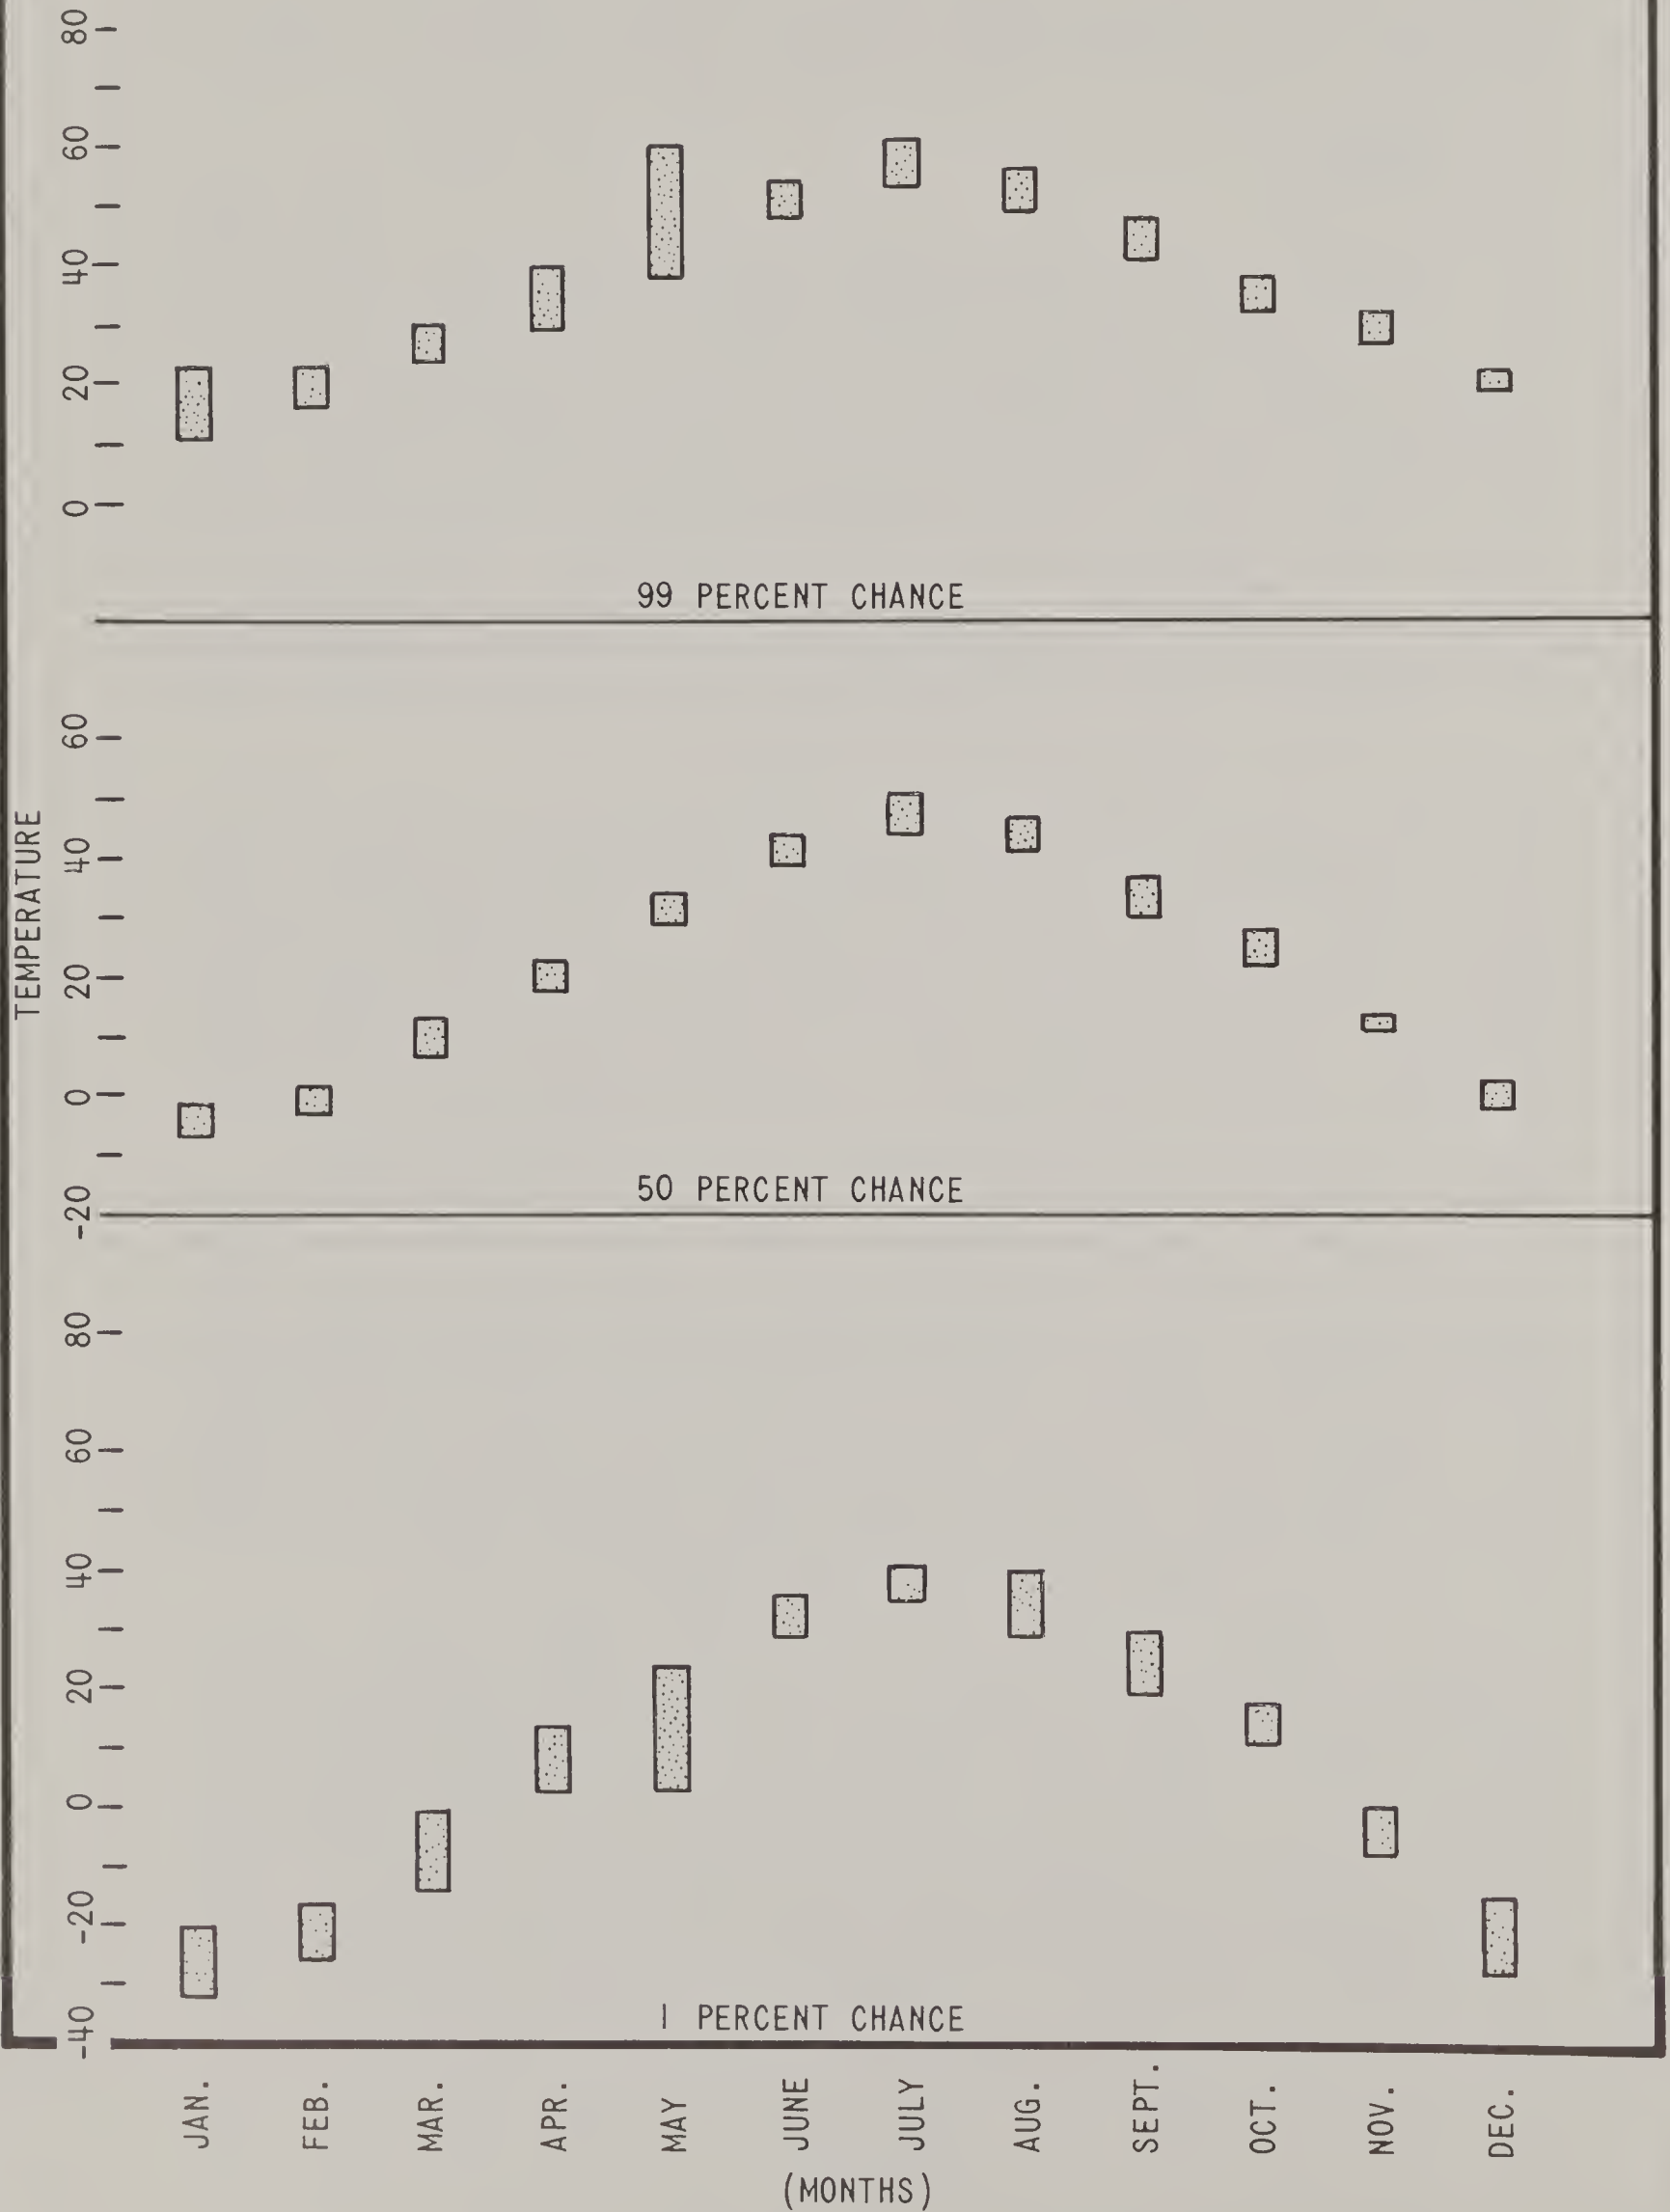 80
60
40
20
0
99 PERCENT CHANCE
TEMPERATURE
60
40
20
0
-20
50 PERCENT CHANCE
80
60
40
20
0
-20
-40
1 PERCENT CHANCE
JAN. FEB. MAR. APR. MAY JUNE JULY AUG. SEPT. OCT. NOV. DEC.
(MONTHS)